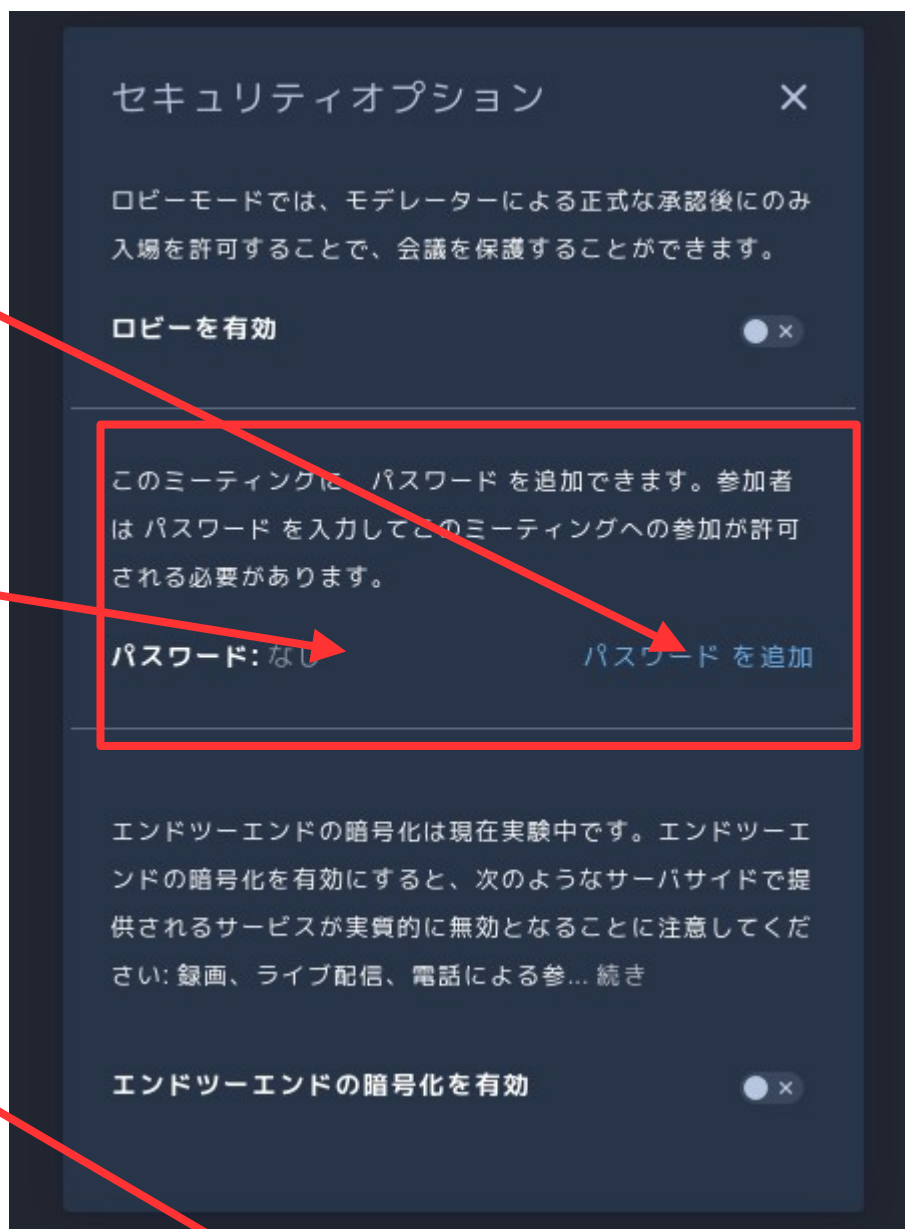 セキュリティオプション
ロビーモードでは、モデレーターによる正式な承認後にのみ
入場を許可することで、会議を保護することができます。
ロビーを有効
このミーティングに、パスワード を追加できます。参加者
は パスワード を入力してこのミーティングへの参加が許可
される必要があります。
パスワード: なし
パスワード を追加
エンドツーエンドの暗号化は現在実験中です。エンドツーエ
ンドの暗号化を有効にすると、次のようなサーバサイドで提
供されるサービスが実質的に無効となることに注意してくだ
さい: 録画、ライブ配信、電話による参... 続き
エンドツーエンドの暗号化を有効